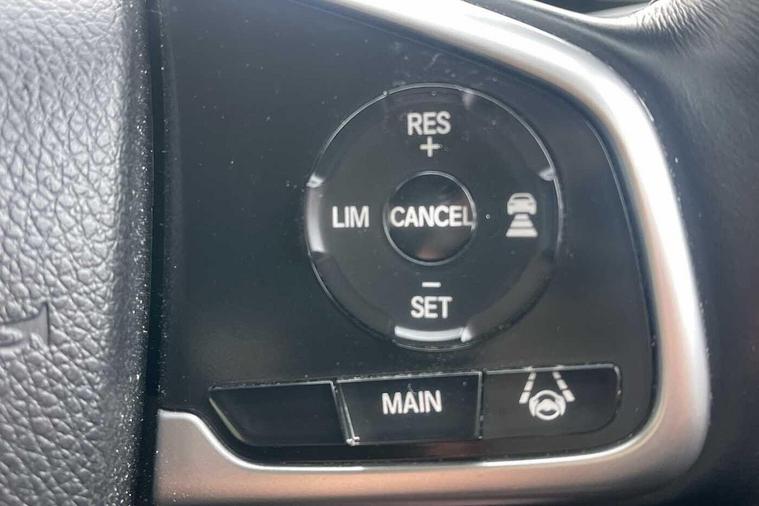 RES
+
LIM CANCEL
−
SET
MAIN